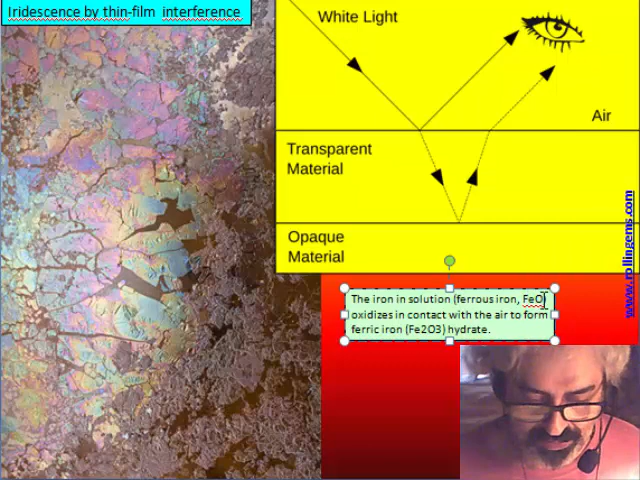 Iridescence by thin-film interference
White Light
Air
Transparent
Material
Opaque
Material
www.rollingems.com
The iron in solution (ferrous iron, FeO)
oxidizes in contact with the air to form
ferric iron (Fe2O3) hydrate.